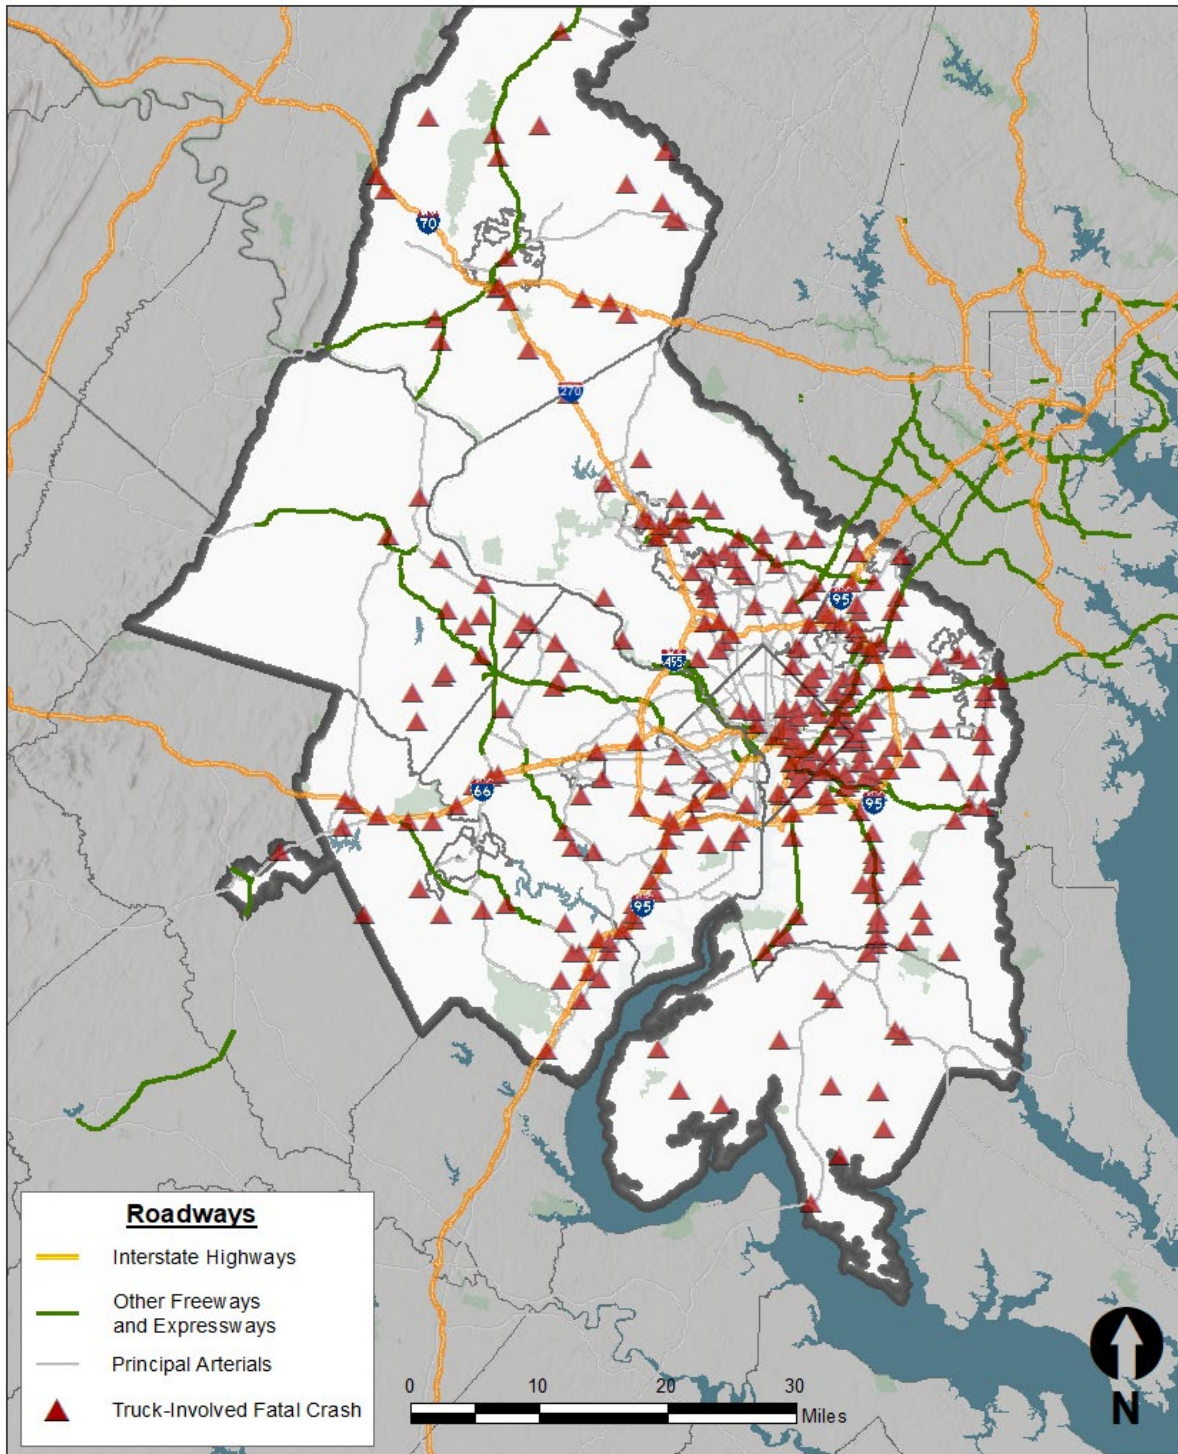 70
270
95
495
66
95
95
Roadways
Interstate Highways
Other Freeways
and Expressways
Principal Arterials
Truck-Involved Fatal Crash
0 10 20 30
Miles
N